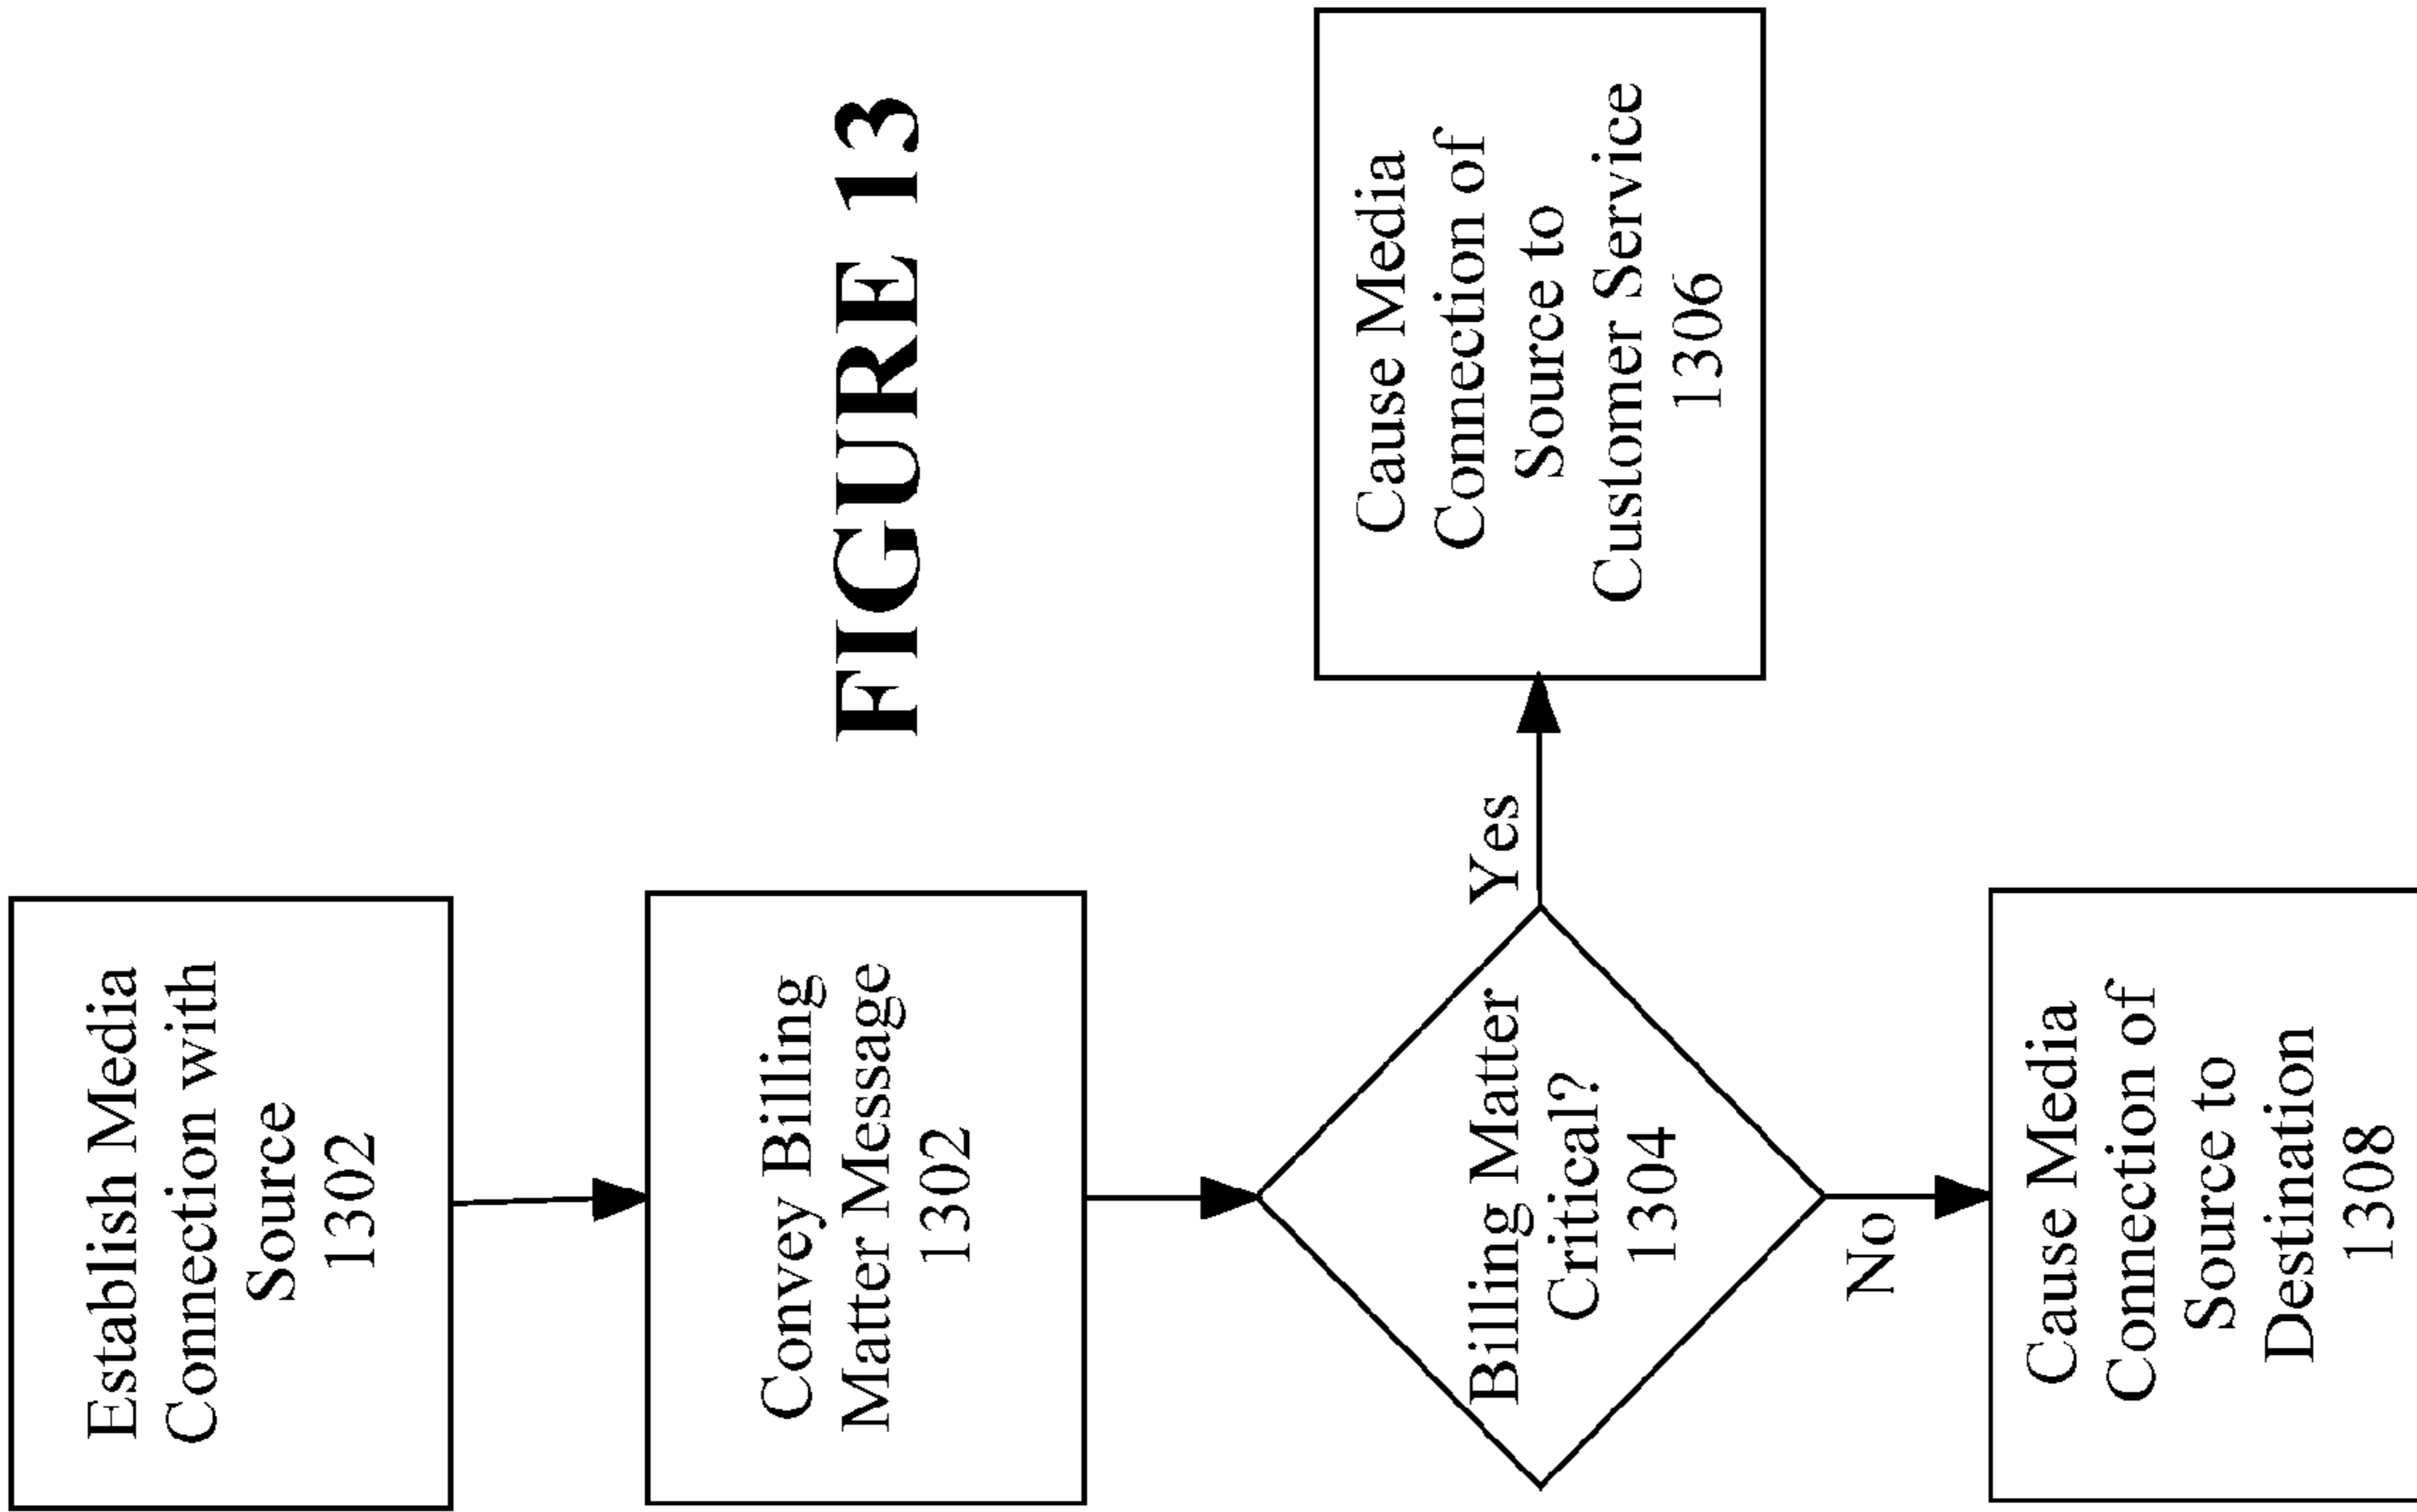 Establish Media
Connection with
Source
1302
Convey Billing
Matter Message
1302
FIGURE 13
Billing Matter
Critical?
1304
Yes
Cause Media
Connection of
Source to
Customer Service
1306
No
Cause Media
Connection of
Source to
Destination
1308